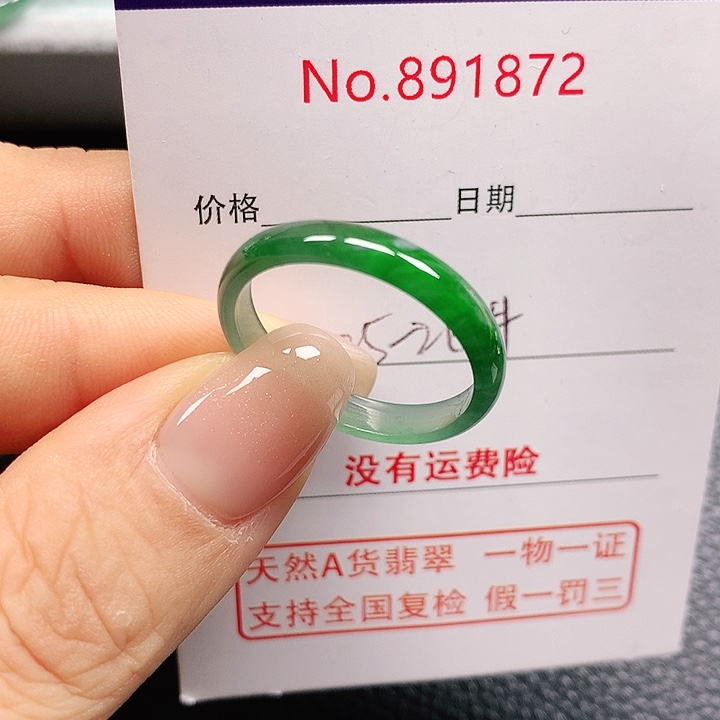 No.891872
价格 日期
没有运费险
天然A货翡翠 一物一证
支持全国复检 假一罚三